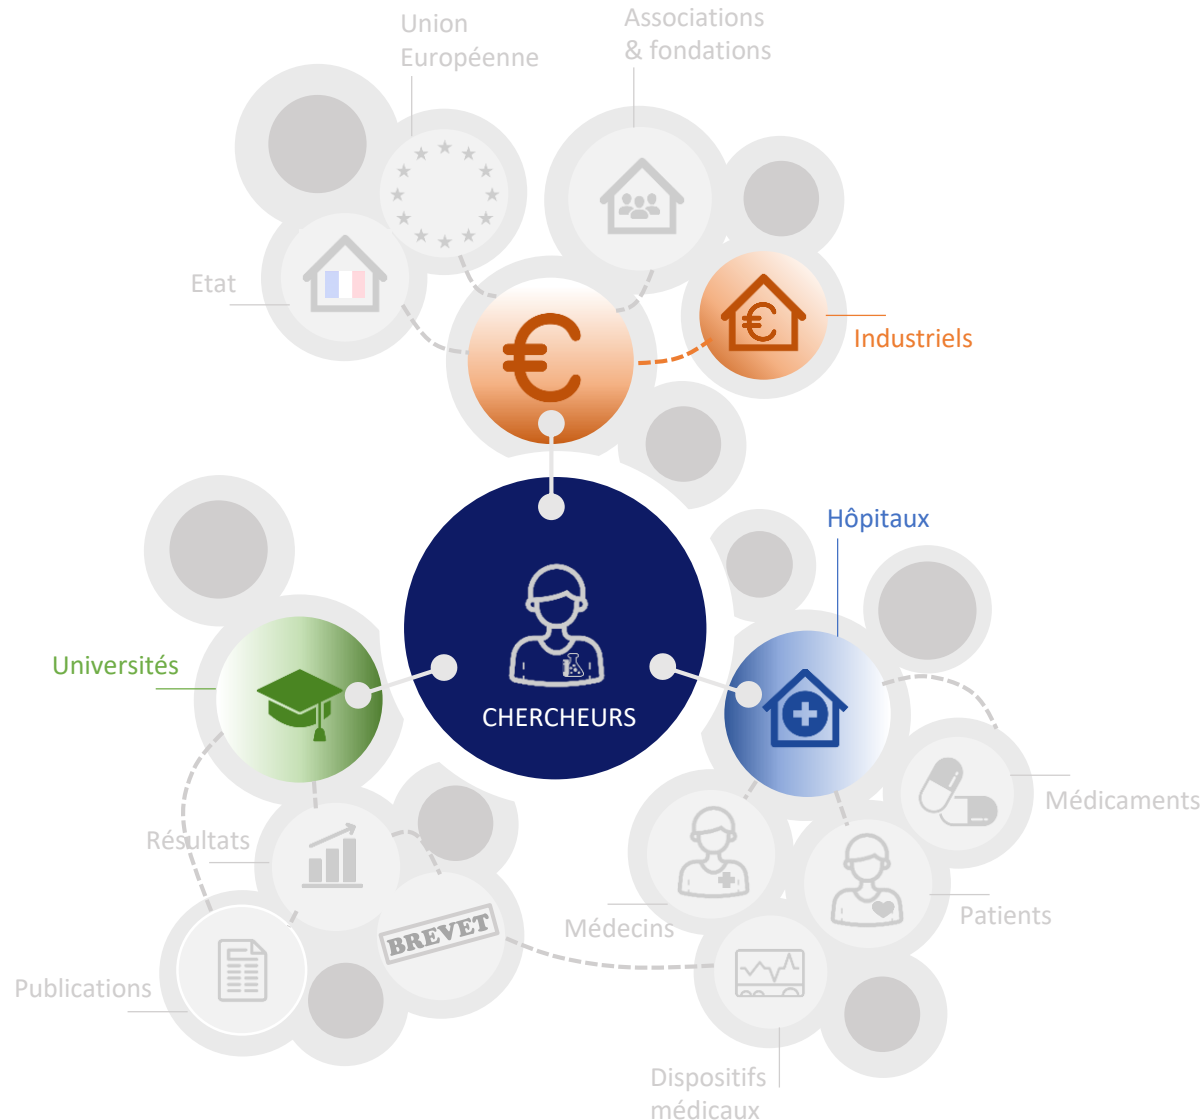 Union
Européenne
Associations
& fondations
Etat
€
€
Industriels
Hôpitaux
Universités
CHERCHEURS
Médicaments
Résultats
Patients
Médecins
BREVET
Publications
Dispositifs
médicaux